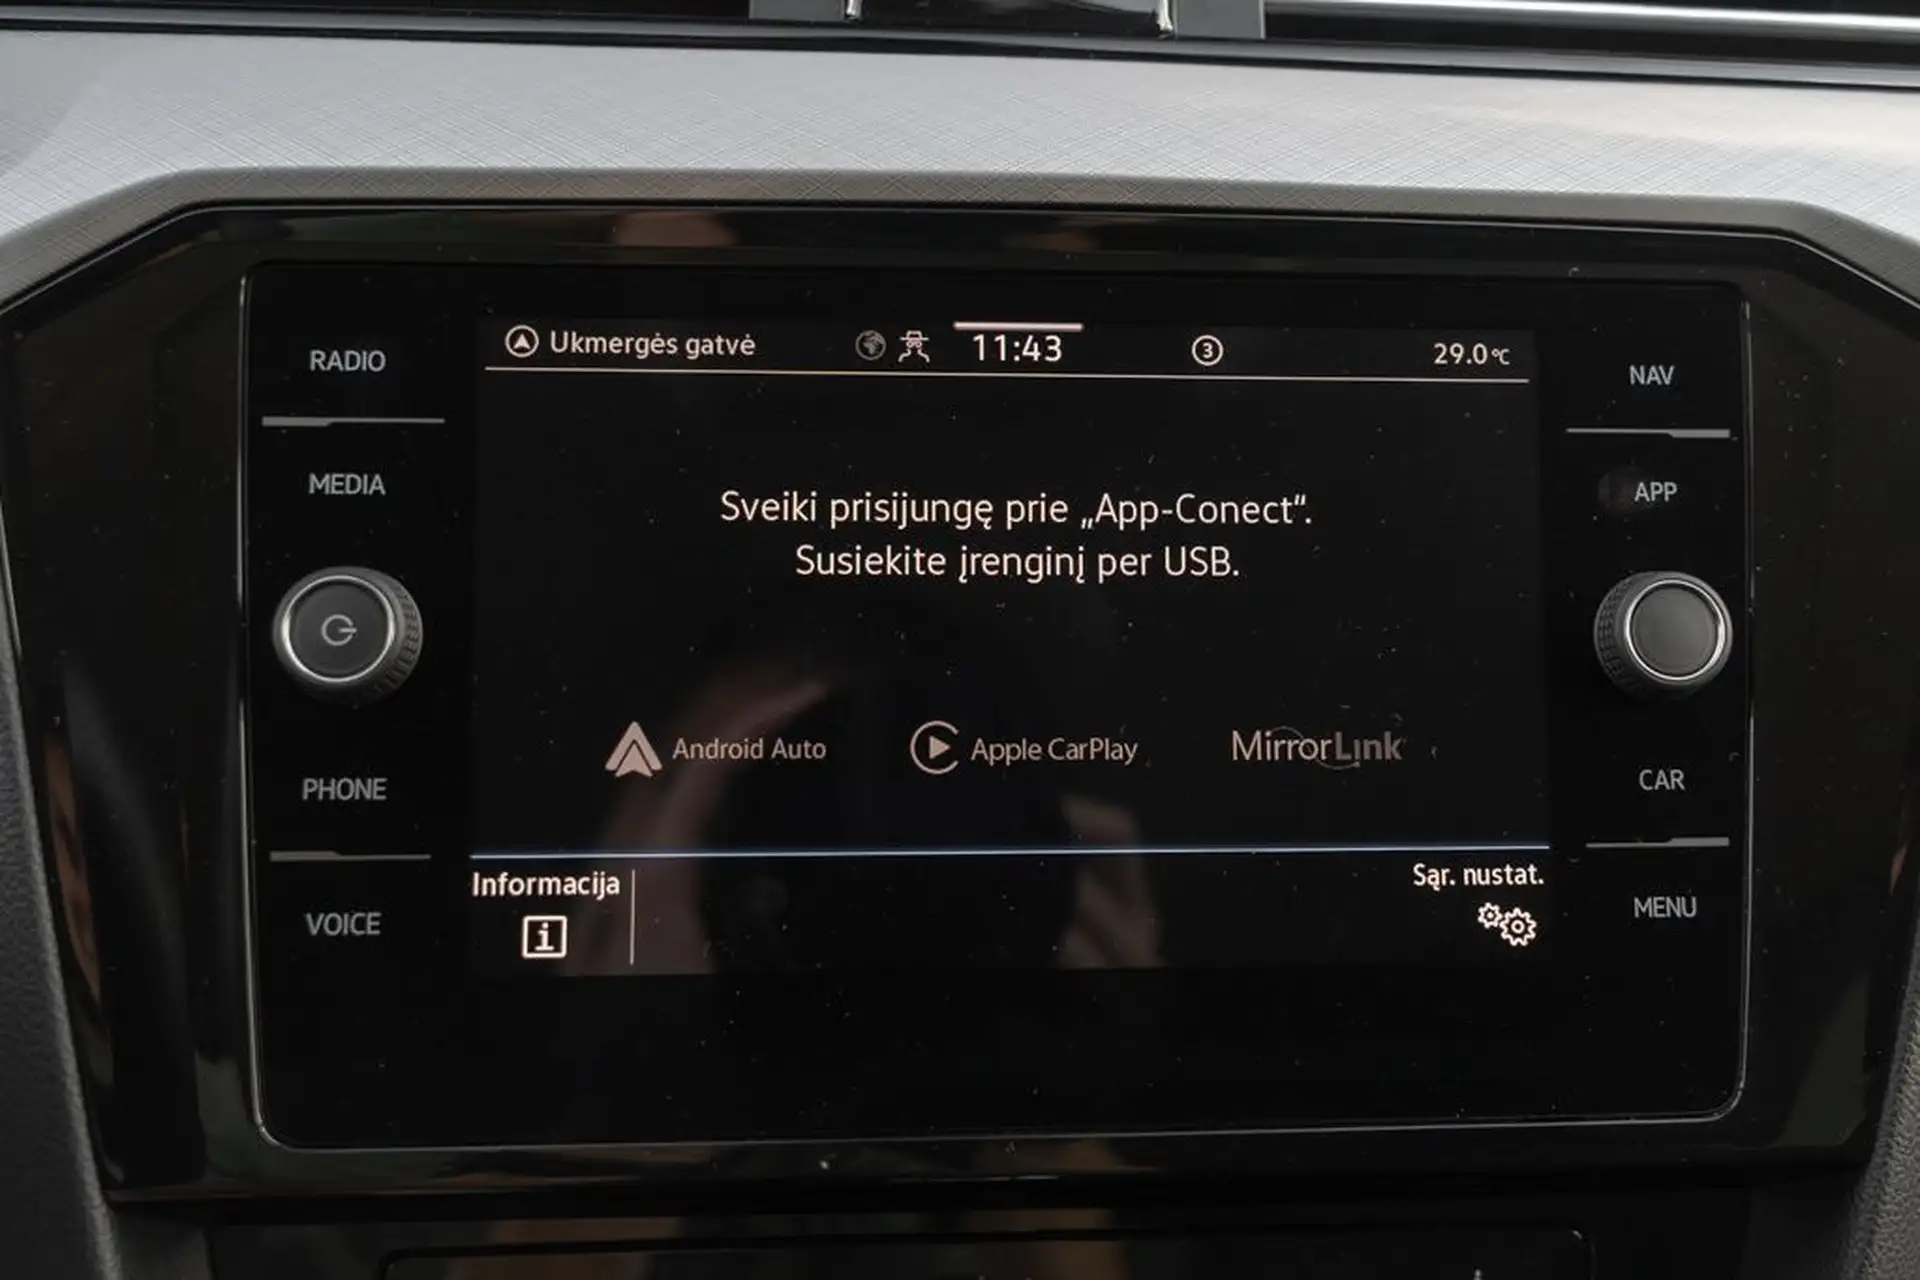 RADIO
MEDIA
PHONE
VOICE
Ukmergės gatvė
11:43
3
29.0°C
Sveiki prisijungę prie „App-Conect“.
Susiekite įrenginį per USB.
Android Auto
Apple CarPlay
MirrorLink
Informacija
i
Sąr. nustat.
NAV
APP
CAR
MENU